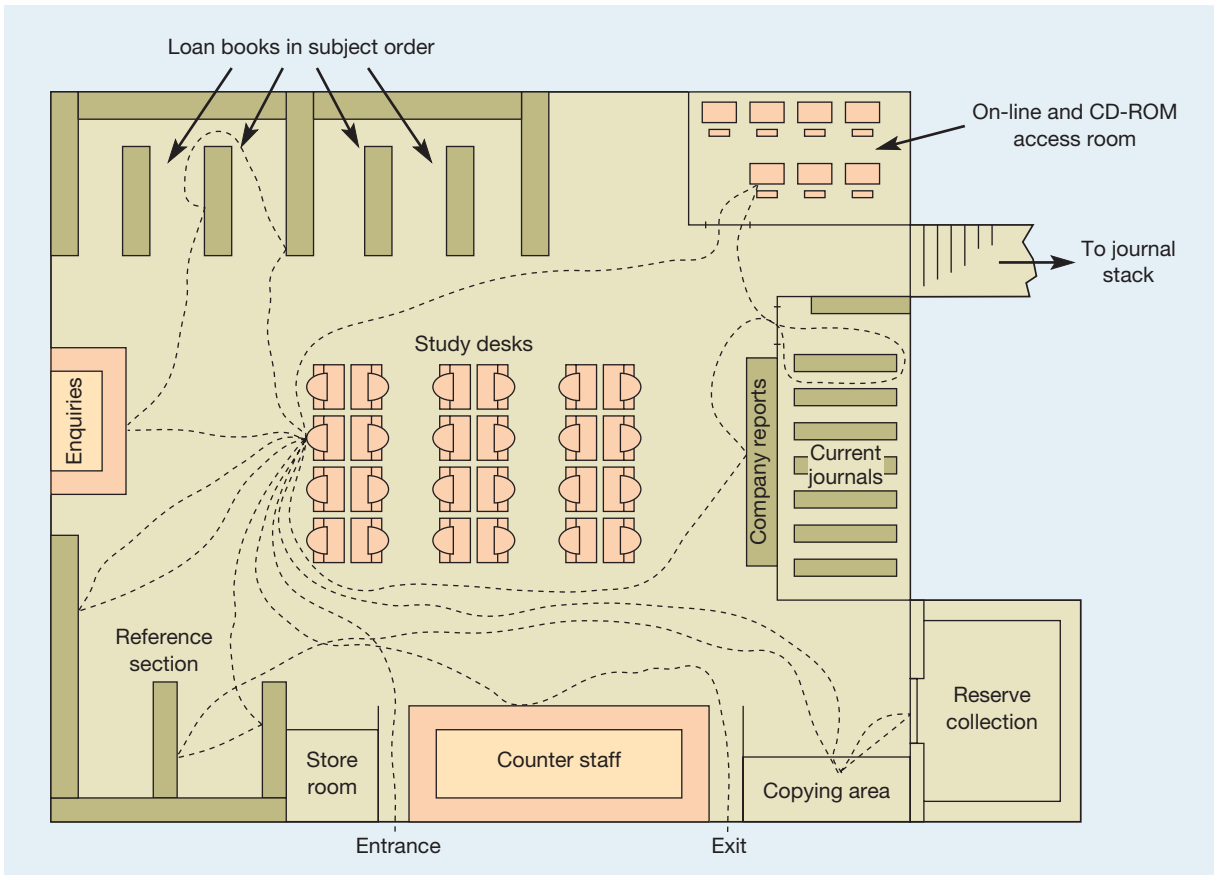 Loan books in subject order
On-line and CD-ROM
access room
To journal
stack
Study desks
Enquiries
Company reports
Current
journals
Reference
section
Reserve
collection
Store
room
Counter staff
Copying area
Entrance
Exit